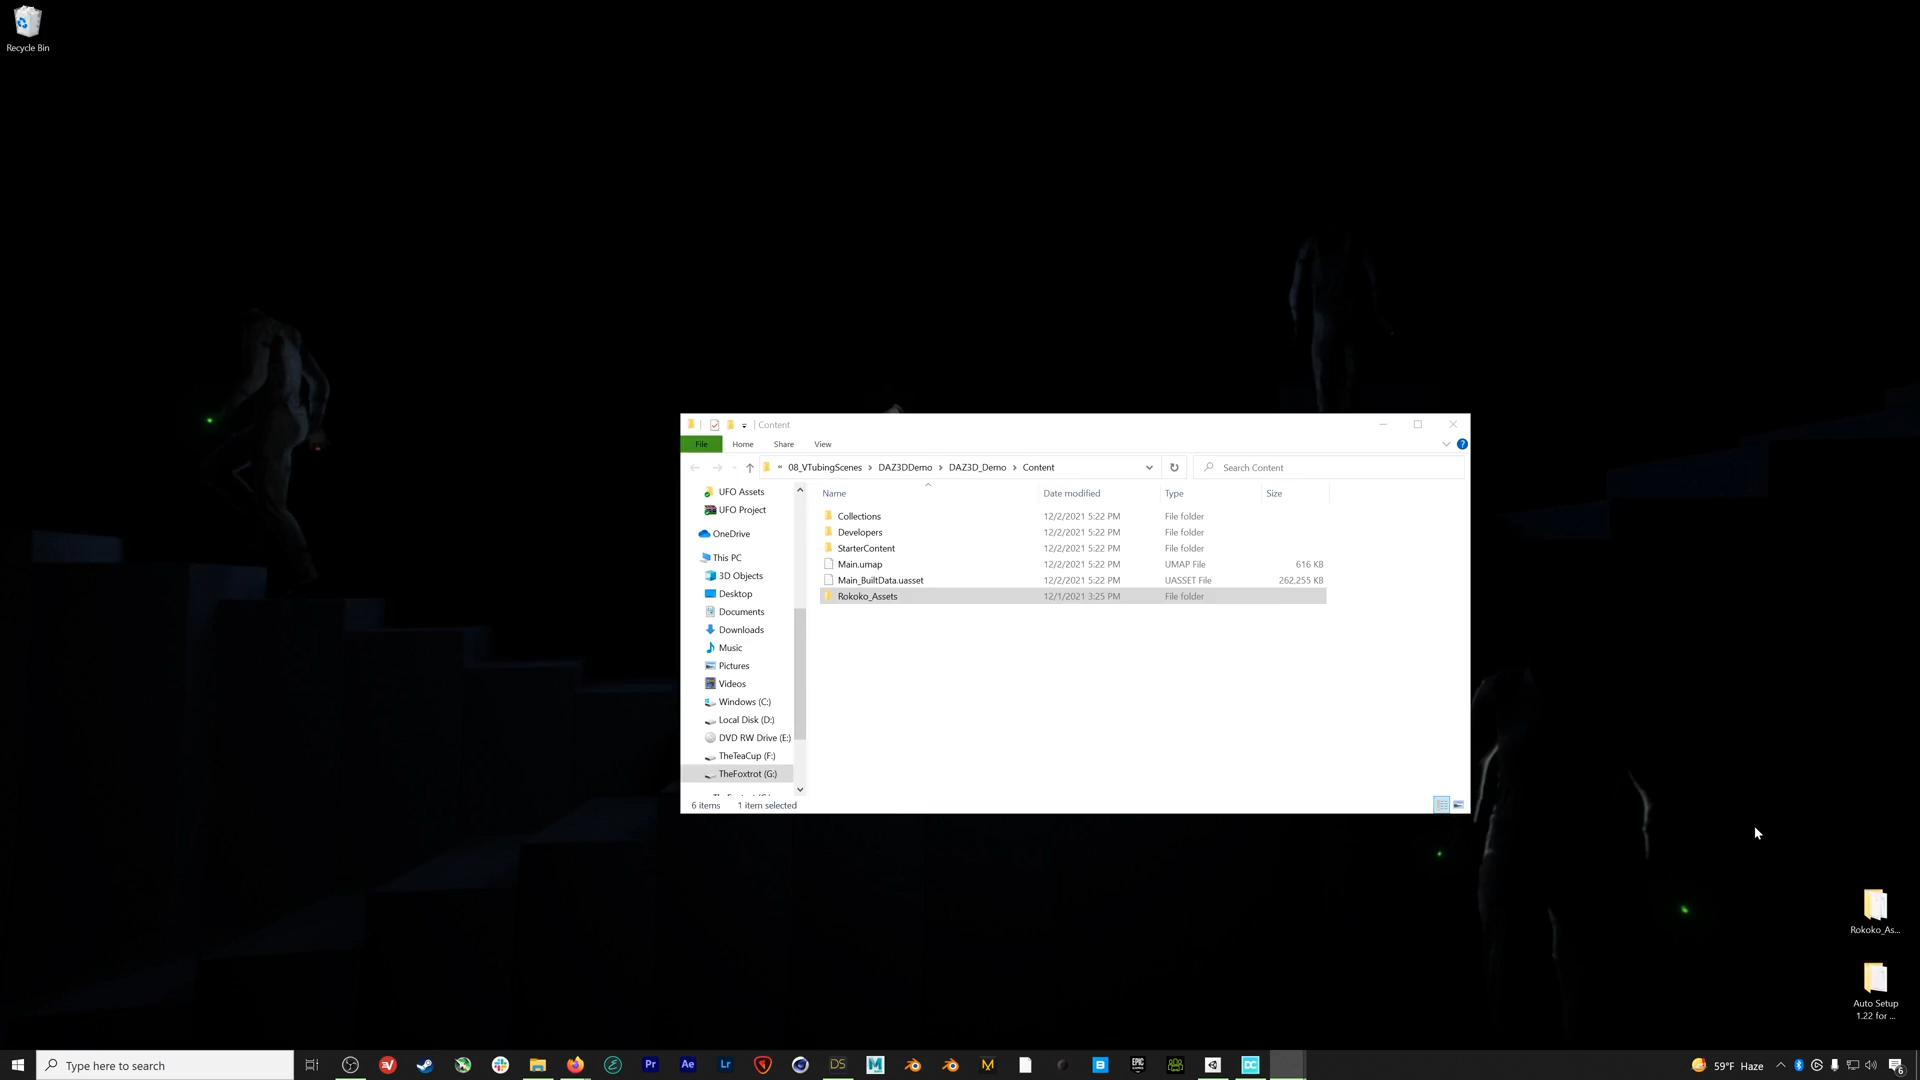 Recycle Bin
Content
File Home Share View
« 08_VTubingScenes > DAZ3DDemo > DAZ3D_Demo > Content
Search Content
Name Date modified Type Size
UFO Assets
UFO Project
OneDrive
This PC
3D Objects
Desktop
Documents
Downloads
Music
Pictures
Videos
Windows (C:)
Local Disk (D:)
DVD RW Drive (E:)
TheTeaCup (F:)
TheFoxtrot (G:)
Collections 12/2/2021 5:22 PM File folder
Developers 12/2/2021 5:22 PM File folder
StarterContent 12/2/2021 5:22 PM File folder
Main.umap 12/2/2021 5:22 PM UMAP File 616 KB
Main_BuiltData.uasset 12/2/2021 5:22 PM UASSET File 262,255 KB
Rokoko_Assets 12/1/2021 3:25 PM File folder
6 items 1 item selected
Rokoko_As...
Auto Setup
1.22 for ...
Type here to search
Pr Ae Lr DS
59°F Haze
6